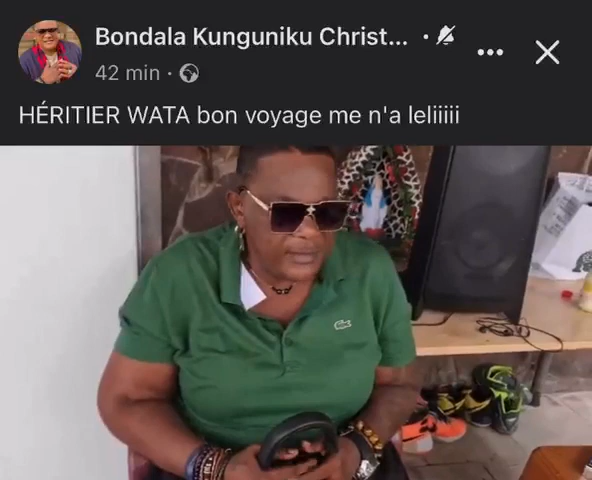 Bondala Kunguniku Christ...
42 min
HÉRITIER WATA bon voyage me n'a leliiiii